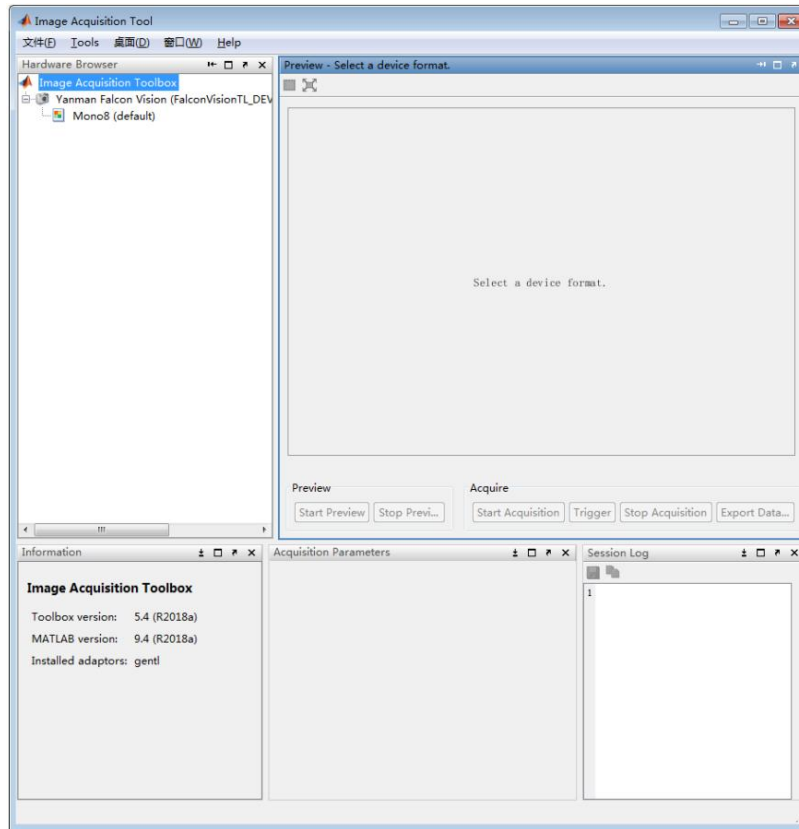 Image Acquisition Tool
文件(F) Tools 桌面(D) 窗口(W) Help
Hardware Browser
Image Acquisition Toolbox
Yanman Falcon Vision (FalconVisionTL_DEV
Mono8 (default)
Preview - Select a device format.
Select a device format.
Preview
Start Preview Stop Previ...
Acquire
Start Acquisition Trigger Stop Acquisition Export Data...
Information
Image Acquisition Toolbox
Toolbox version: 5.4 (R2018a)
MATLAB version: 9.4 (R2018a)
Installed adaptors: gentl
Acquisition Parameters
Session Log
1